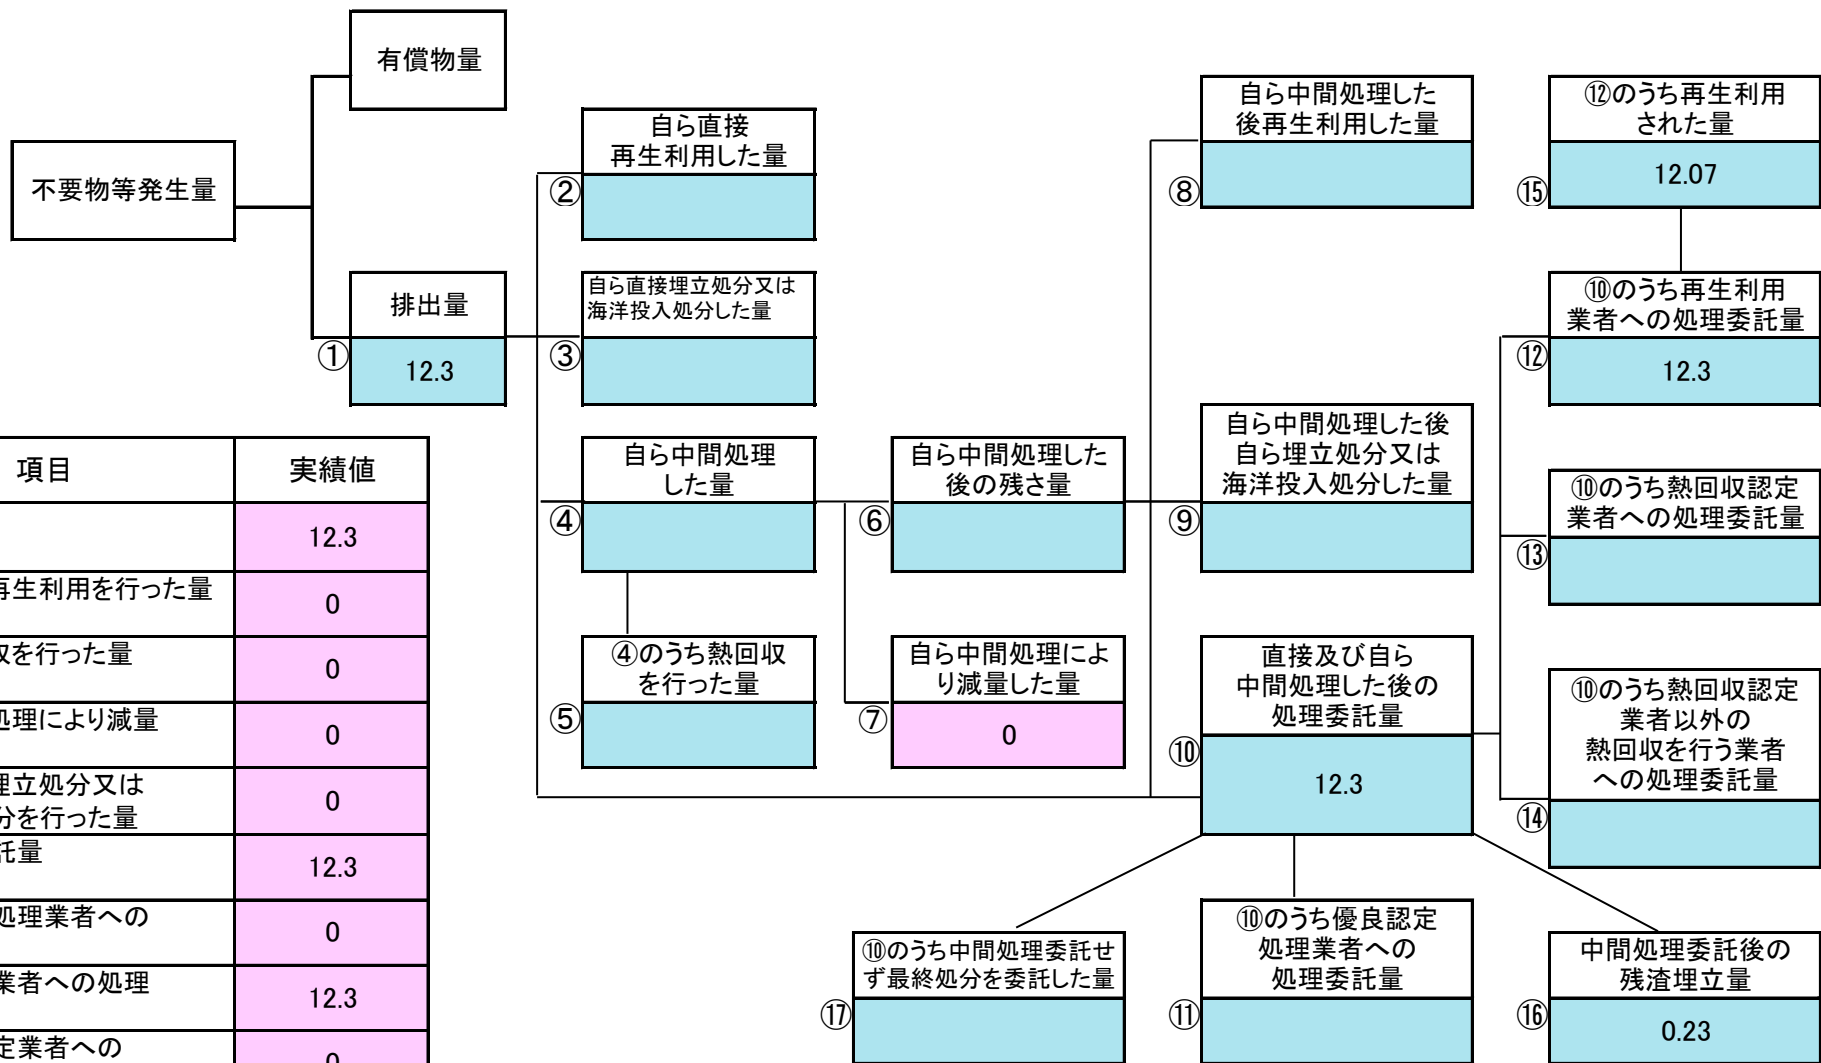 有償物量
不要物等発生量
排出量
①
12.3
自ら直接
再生利用した量
②
自ら直接埋立処分又は
海洋投入処分した量
③
自ら中間処理
した量
④
④のうち熱回収
を行った量
⑤
自ら中間処理した
後の残さ量
⑥
自ら中間処理によ
り減量した量
⑦
0
自ら中間処理した
後再生利用した量
⑧
自ら中間処理した後
自ら埋立処分又は
海洋投入処分した量
⑨
直接及び自ら
中間処理した後の
処理委託量
⑩
12.3
⑫のうち再生利用
された量
⑮
12.07
⑩のうち再生利用
業者への処理委託量
⑫
12.3
⑩のうち熱回収認定
業者への処理委託量
⑬
⑩のうち熱回収認定
業者以外の
熱回収を行う業者
への処理委託量
⑭
⑩のうち中間処理委託せ
ず最終処分を委託した量
⑰
⑩のうち優良認定
処理業者への
処理委託量
⑪
中間処理委託後の
残渣埋立量
⑯
0.23
項目 実績値
12.3
再生利用を行った量 0
を行った量 0
処理により減量 0
埋立処分又は
分を行った量 0
託量 12.3
処理業者への 0
業者への処理 12.3
定業者への 0